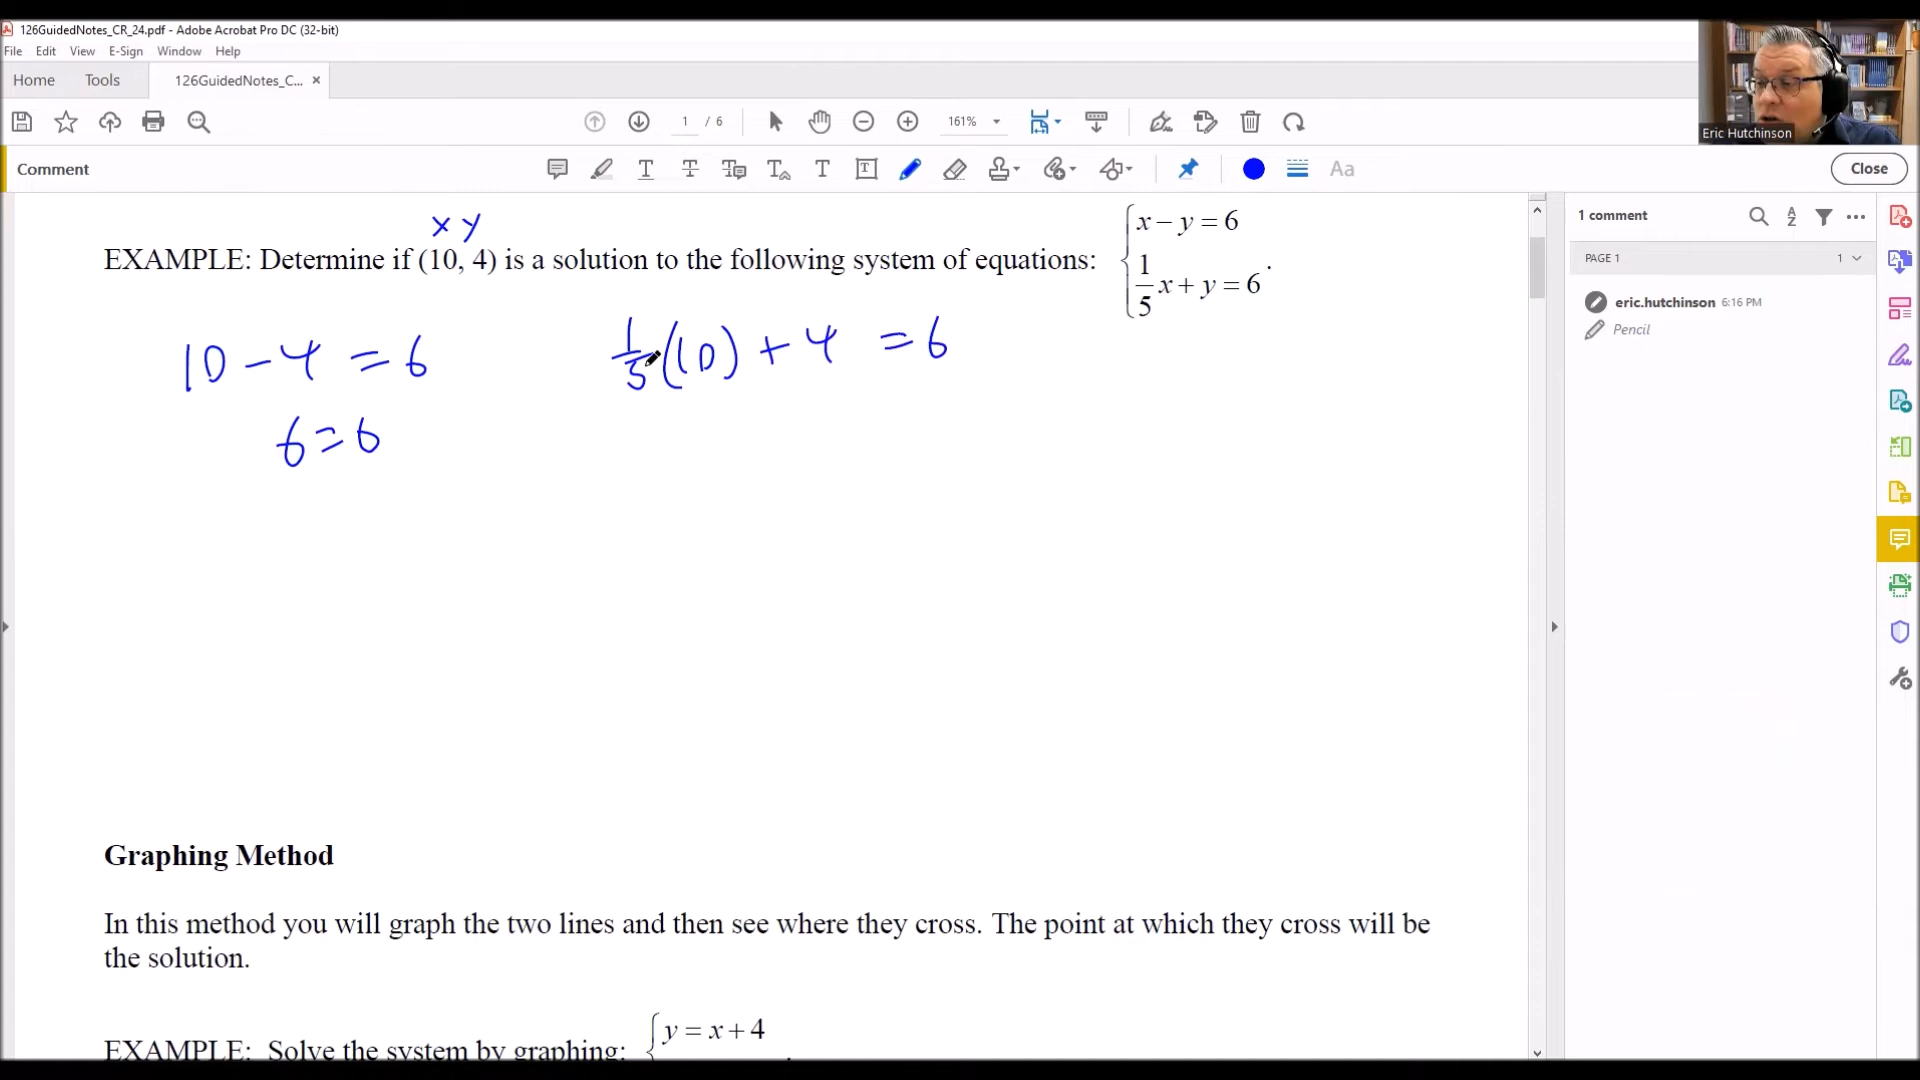 126GuidedNotes_CR_24.pdf - Adobe Acrobat Pro DC (32-bit)
File Edit View E-Sign Window Help
Home Tools 126GuidedNotes_C... ×
1 / 6 161%
Eric Hutchinson
Comment Aa Close
1 comment
PAGE 1 1
eric.hutchinson 6:16 PM
Pencil
x y
EXAMPLE: Determine if (10, 4) is a solution to the following system of equations: { x − y = 6
1/5 x + y = 6 .
10 − 4 = 6 1/5 (10) + 4 = 6
6 = 6
Graphing Method
In this method you will graph the two lines and then see where they cross. The point at which they cross will be
the solution.
EXAMPLE: Solve the system by graphing: { y = x + 4